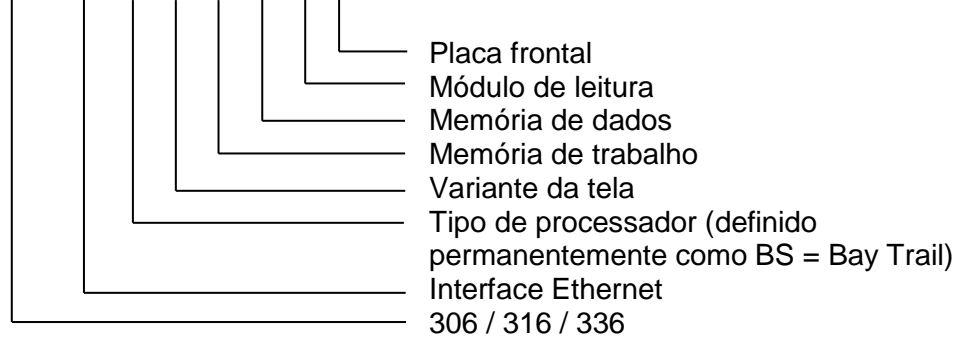 Placa frontal
Módulo de leitura
Memória de dados
Memória de trabalho
Variante da tela
Tipo de processador (definido
permanentemente como BS = Bay Trail)
Interface Ethernet
306 / 316 / 336